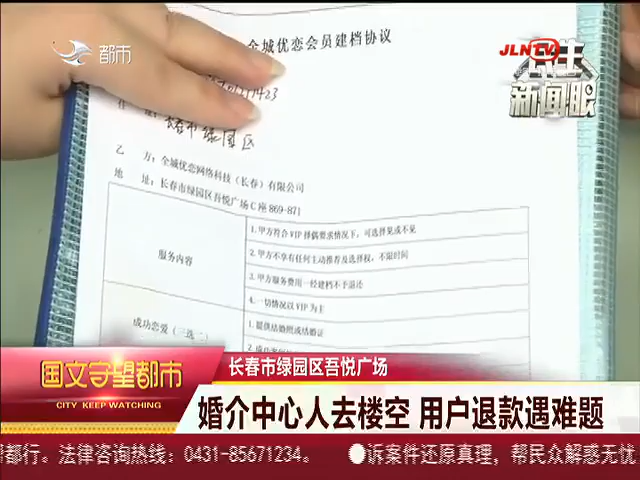 都市
JLNTV
民生
新闻眼
全城优恋会员建档协议
长春市绿园区
乙 方：全城优恋网络科技（长春）有限公司
地 址：长春市绿园区吾悦广场C座869-871
服务内容
1.甲方符合VIP择偶要求情况下，可选择见或不见
2.甲方不享有任何主动推荐及选择权，不限时间
3.甲方服务费用一经建档不予退还
4.一切情况以VIP为主
成功恋爱（三选二）
1.提供结婚照或结婚证
国文守望都市
CITY KEEP WATCHING
长春市绿园区吾悦广场
婚介中心人去楼空 用户退款遇难题
都行。法律咨询热线：0431-85671234。 ●诉案件还原真理，帮民众解惑无忧